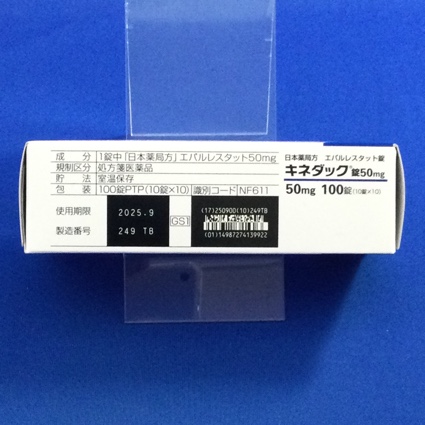 成分 1錠中「日本薬局方」エパルレスタット50mg
規制区分 処方箋医薬品
貯法 室温保存
包装 100錠PTP(10錠×10) 識別コード NF611
使用期限 2025.9
製造番号 249 TB
GS1
(17)250900(10)249TB
(01)14987274139922
日本薬局方 エパルレスタット錠
キネダック®錠50mg
50mg 100錠(10錠×10)